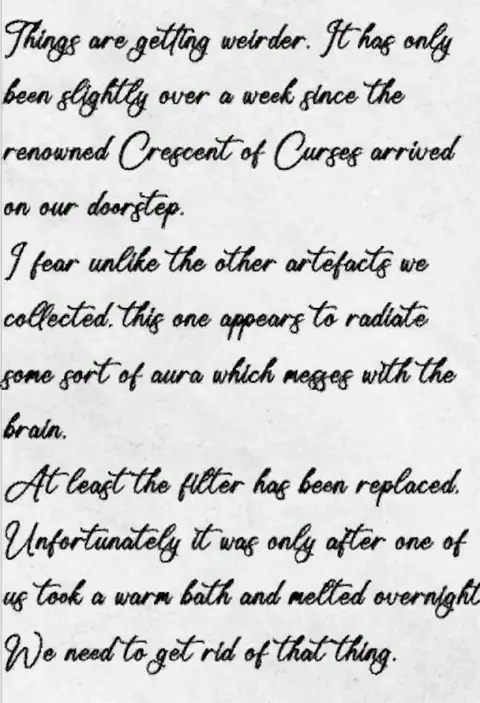 Things are getting weirder. It has only
been slightly over a week since the
renowned Crescent of Curses arrived
on our doorstep.
I fear unlike the other artefacts we
collected, this one appears to radiate
some sort of aura which messes with the
brain.
At least the filter has been replaced.
Unfortunately it was only after one of
us took a warm bath and melted overnight
We need to get rid of that thing.